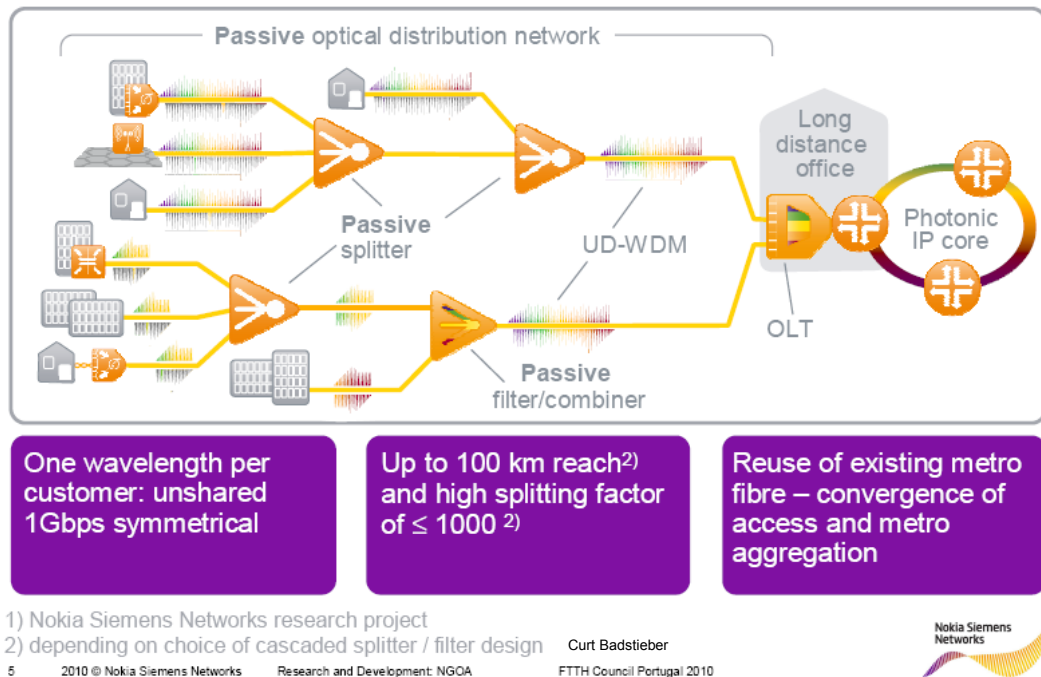 Passive optical distribution network
Long
distance
office
Passive
splitter
UD-WDM
Photonic
IP core
OLT
Passive
filter/combiner
One wavelength per
customer: unshared
1Gbps symmetrical
Up to 100 km reach2)
and high splitting factor
of ≤ 1000 2)
Reuse of existing metro
fibre – convergence of
access and metro
aggregation
1) Nokia Siemens Networks research project
2) depending on choice of cascaded splitter / filter design
Curt Badstieber
Nokia Siemens
Networks
5 2010 © Nokia Siemens Networks Research and Development: NGOA FTTH Council Portugal 2010